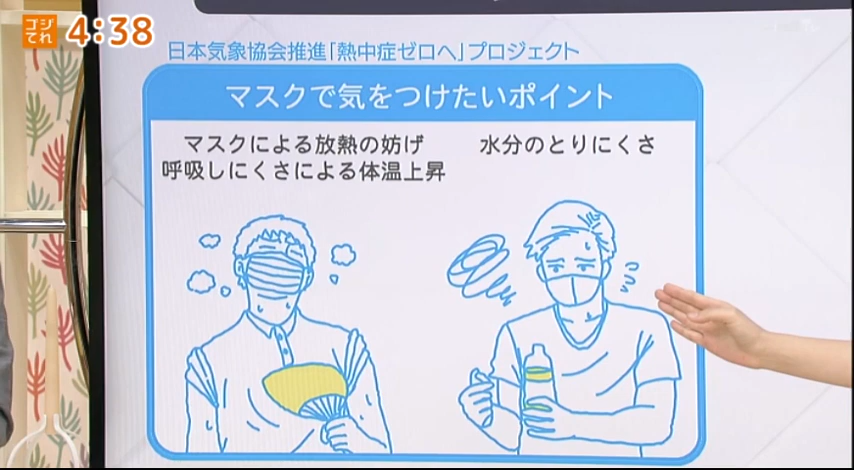 ゴジ
てれ
4:38
日本気象協会推進「熱中症ゼロへ」プロジェクト
マスクで気をつけたいポイント
マスクによる放熱の妨げ
呼吸しにくさによる体温上昇
水分のとりにくさ